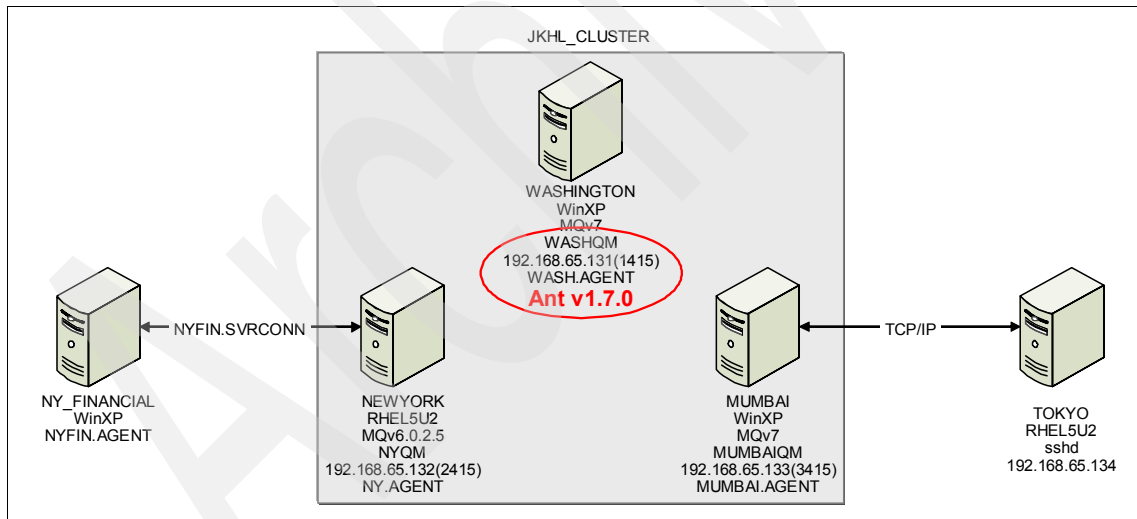 JKHL_CLUSTER
WASHINGTON
WinXP
MQv7
WASHQM
192.168.65.131(1415)
WASH.AGENT
Ant v1.7.0
NYFIN.SVRCONN
TCP/IP
NY_FINANCIAL
WinXP
NYFIN.AGENT
NEWYORK
RHEL5U2
MQv6.0.2.5
NYQM
192.168.65.132(2415)
NY.AGENT
MUMBAI
WinXP
MQv7
MUMBAIQM
192.168.65.133(3415)
MUMBAI.AGENT
TOKYO
RHEL5U2
sshd
192.168.65.134